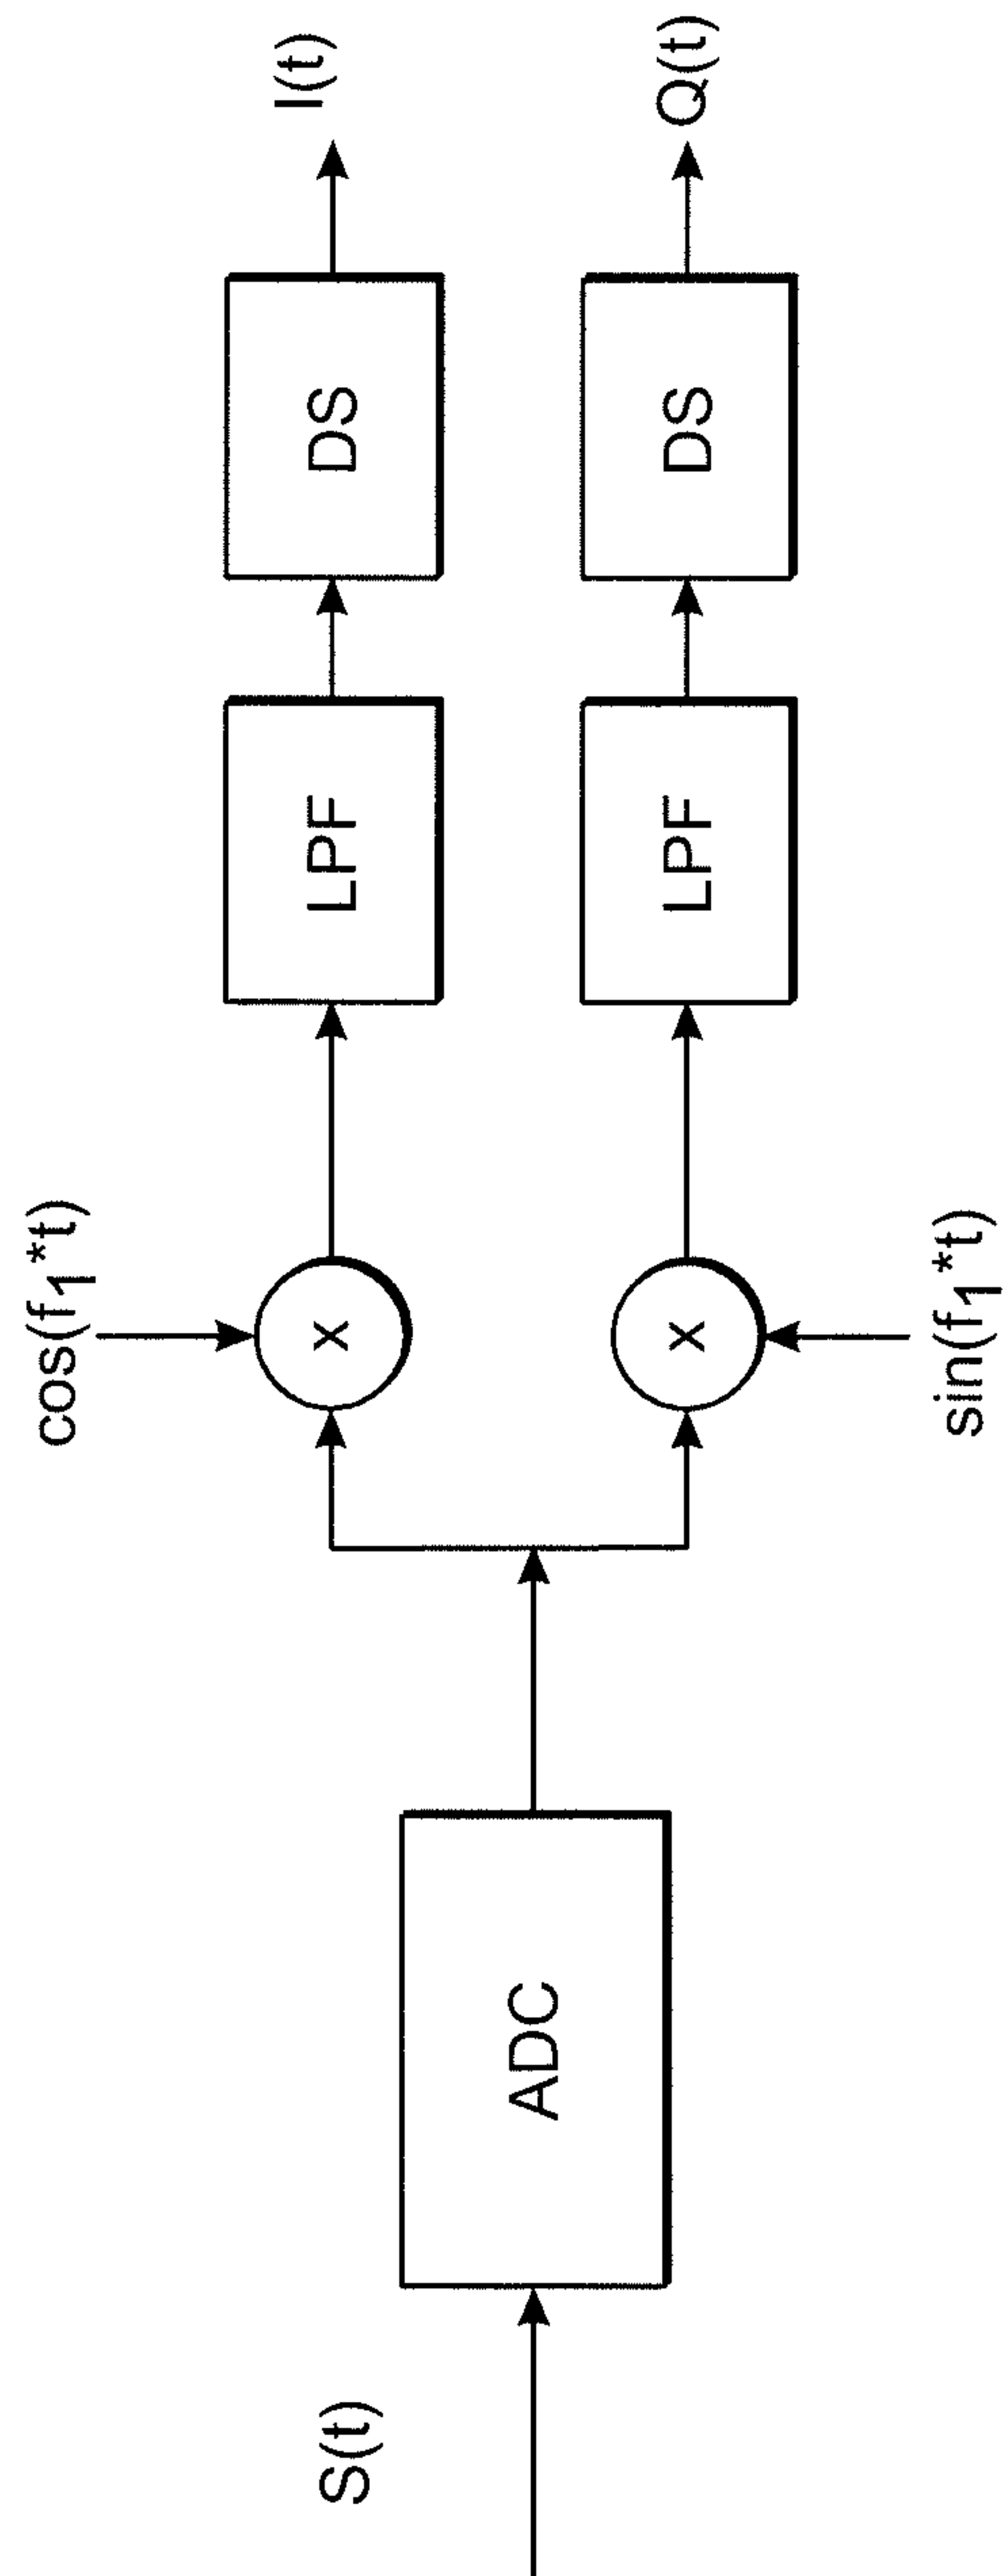 cos(f1*t)
x
LPF
DS
I(t)
S(t)
ADC
x
LPF
DS
Q(t)
sin(f1*t)